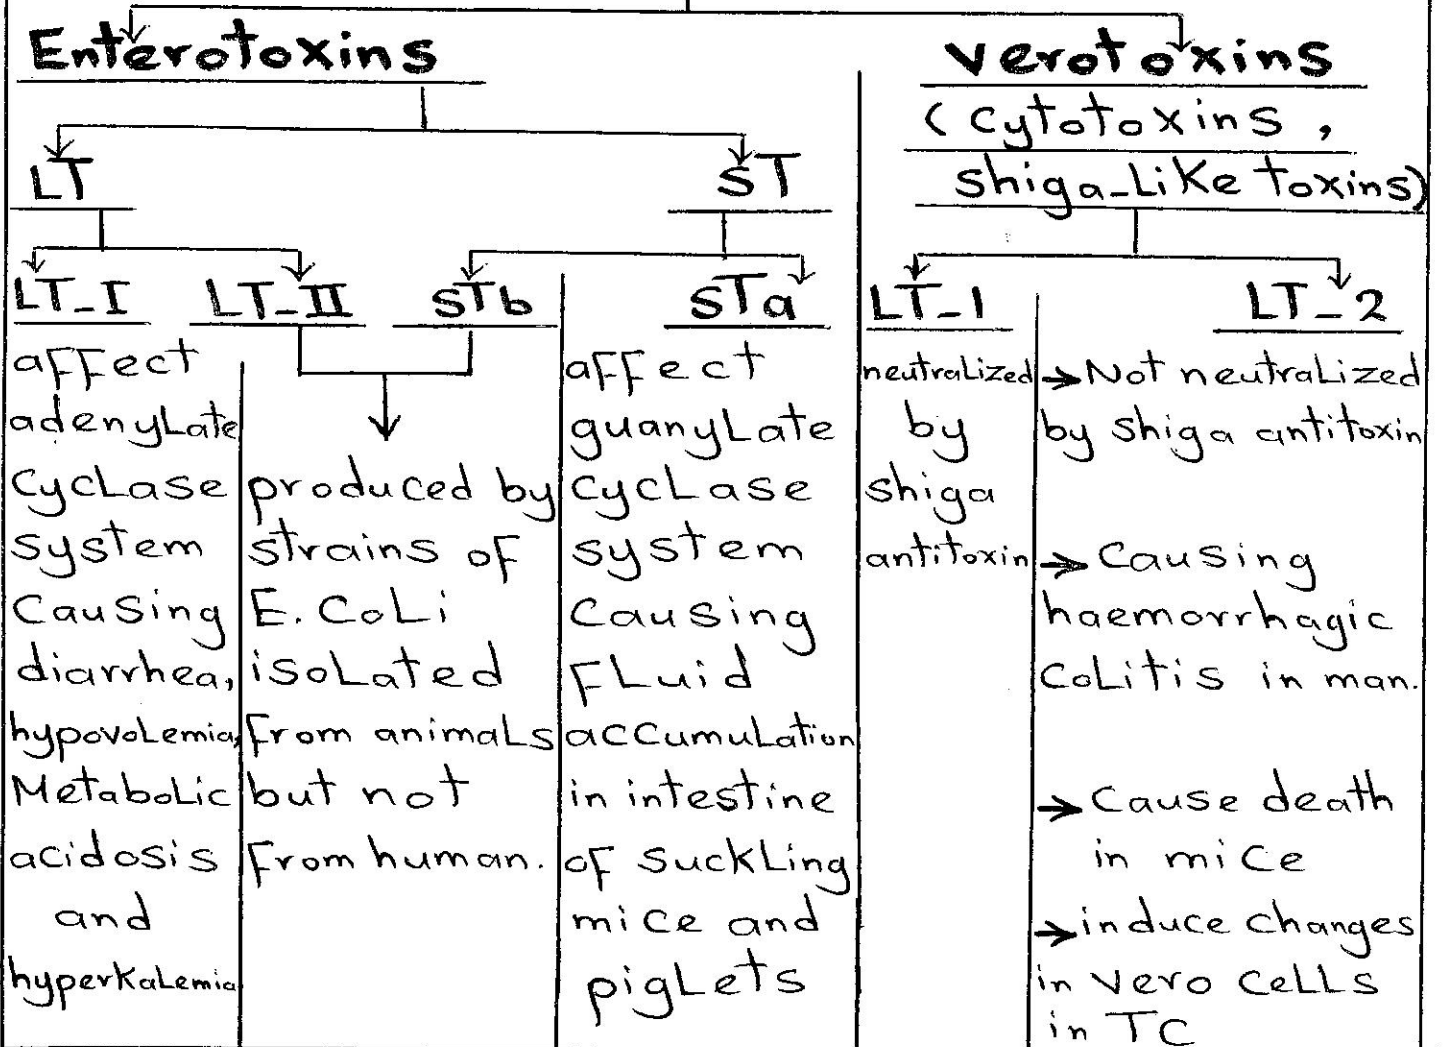 Enterotoxins
verotoxins
(cytotoxins,
shiga-Like toxins)
LT
ST
LT-I
LT-II
STb
STa
LT-1
LT-2
affect
adenylate
cyclase
system
causing
diarrhea,
hypovolemia,
Metabolic
acidosis
and
hyperkalemia
produced by
strains of
E. Coli
isolated
from animals
but not
from human.
affect
guanylate
cyclase
system
causing
fluid
accumulation
in intestine
of suckling
mice and
piglets
neutralized
by
shiga
antitoxin
→ Not neutralized
by shiga antitoxin
→ causing
haemorrhagic
colitis in man.
→ cause death
in mice
→ induce changes
in vero cells
in TC